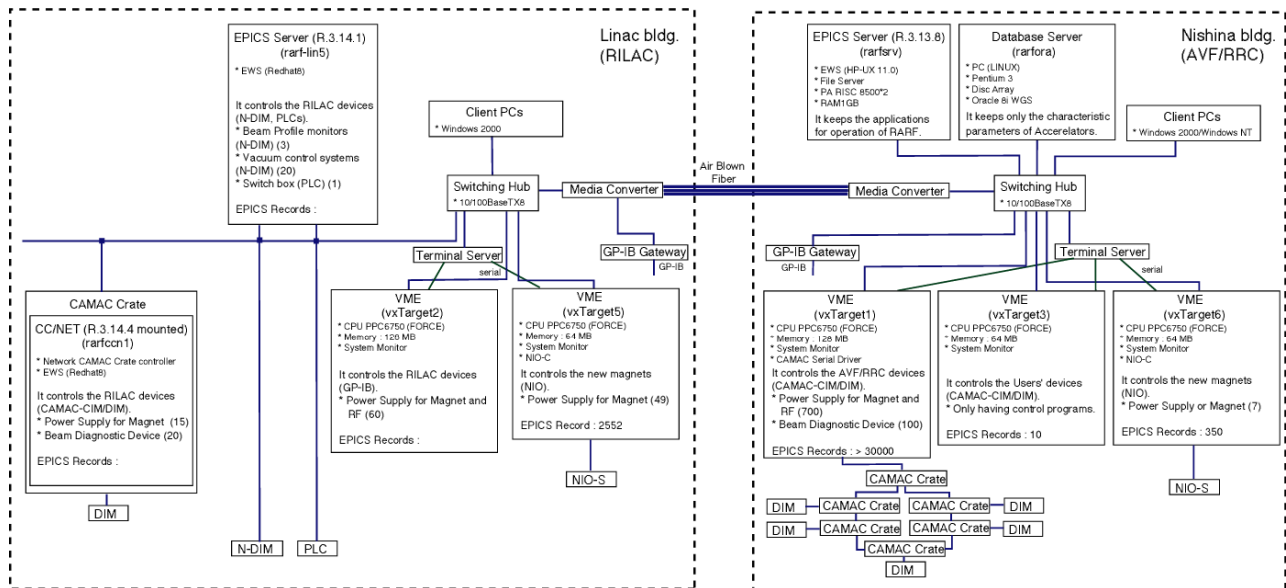 EPICS Server (R.3.14.1)
(rarf-lin5)
* EWS (Redhat8)
It controls the RILAC devices
(N-DIM, PLCs).
* Beam Profile monitors
(N-DIM) (3)
* Vacuum control systems
(N-DIM) (20)
* Switch box (PLC) (1)
EPICS Records :
Linac bldg.
(RILAC)
Client PCs
* Windows 2000
Switching Hub
* 10/100BaseTX8
Media Converter
Air Blown
Fiber
GP-IB Gateway
GP-IB
Terminal Server
serial
CAMAC Crate
CC/NET (R.3.14.4 mounted)
(rarfccn1)
* Network CAMAC Crate controller
* EWS (Redhat8)
It controls the RILAC devices
(CAMAC-CIM/DIM).
* Power Supply for Magnet (15)
* Beam Diagnostic Device (20)
EPICS Records :
DIM
N-DIM
PLC
VME
(vxTarget2)
* CPU PPC6750 (FORCE)
* Memory : 128 MB
* System Monitor
It controls the RILAC devices
(GP-IB).
* Power Supply for Magnet and
RF (60)
EPICS Records :
VME
(vxTarget5)
* CPU PPC6750 (FORCE)
* Memory : 64 MB
* System Monitor
* NIO-C
It controls the new magnets
(NIO).
* Power Supply for Magnet (49)
EPICS Record : 2552
NIO-S
EPICS Server (R.3.13.8)
(rarfsrv)
* EWS (HP-UX 11.0)
* File Server
* PA RISC 8500*2
* RAM1GB
It keeps the applications
for operation of RARF.
Database Server
(rarfora)
* PC (LINUX)
* Pentium 3
* Disc Array
* Oracle 8i WGS
It keeps only the characteristic
parameters of Accerelators.
Nishina bldg.
(AVF/RRC)
Client PCs
* Windows 2000/Windows NT
Media Converter
Switching Hub
* 10/100BaseTX8
GP-IB Gateway
GP-IB
Terminal Server
serial
VME
(vxTarget1)
* CPU PPC6750 (FORCE)
* Memory : 128 MB
* System Monitor
* CAMAC Serial Driver
It controls the AVF/RRC devices
(CAMAC-CIM/DIM).
* Power Supply for Magnet and
RF (700)
* Beam Diagnostic Device (100)
EPICS Records : > 30000
VME
(vxTarget3)
* CPU PPC6750 (FORCE)
* Memory : 64 MB
* System Monitor
It controls the Users' devices
(CAMAC-CIM/DIM).
* Only having control programs.
EPICS Records : 10
VME
(vxTarget6)
* CPU PPC6750 (FORCE)
* Memory : 64 MB
* System Monitor
* NIO-C
It controls the new magnets
(NIO).
* Power Supply or Magnet (7)
EPICS Records : 350
NIO-S
CAMAC Crate
DIM
CAMAC Crate
CAMAC Crate
DIM
DIM
CAMAC Crate
CAMAC Crate
DIM
CAMAC Crate
DIM